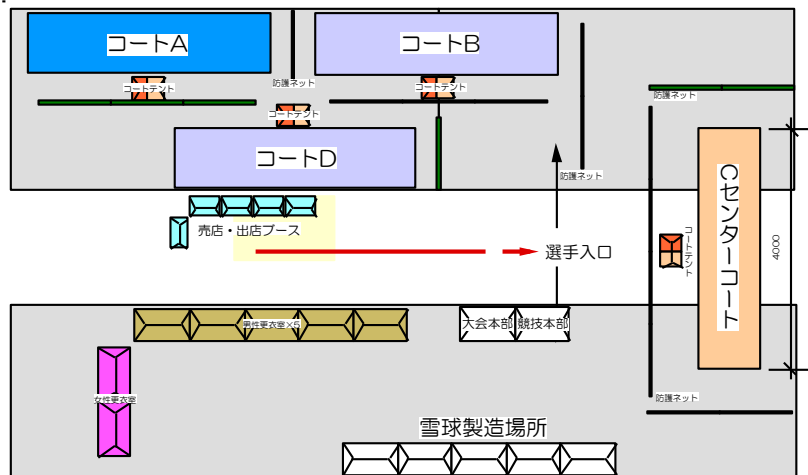 コートA
コートB
コートテント
防護ネット
コートテント
防護ネット
コートテント
コートD
防護ネット
Cセンターコート
4000
売店・出店ブース
選手入口
コートテント
男性更衣室×5
大会本部
競技本部
女性更衣室
防護ネット
雪球製造場所